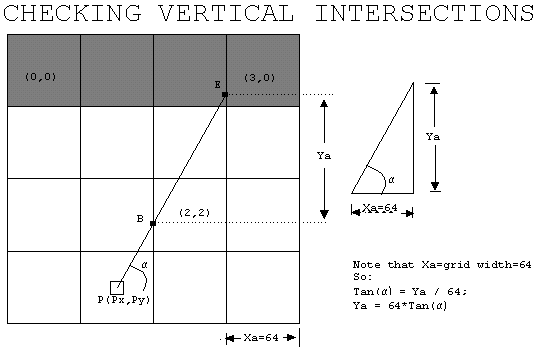 CHECKING VERTICAL INTERSECTIONS
(0,0)
E
(3,0)
Ya
Ya
α
Xa=64
B
(2,2)
α
P(Px,Py)
Note that Xa=grid width=64
So:
Tan(α) = Ya / 64;
Ya = 64*Tan(α)
Xa=64